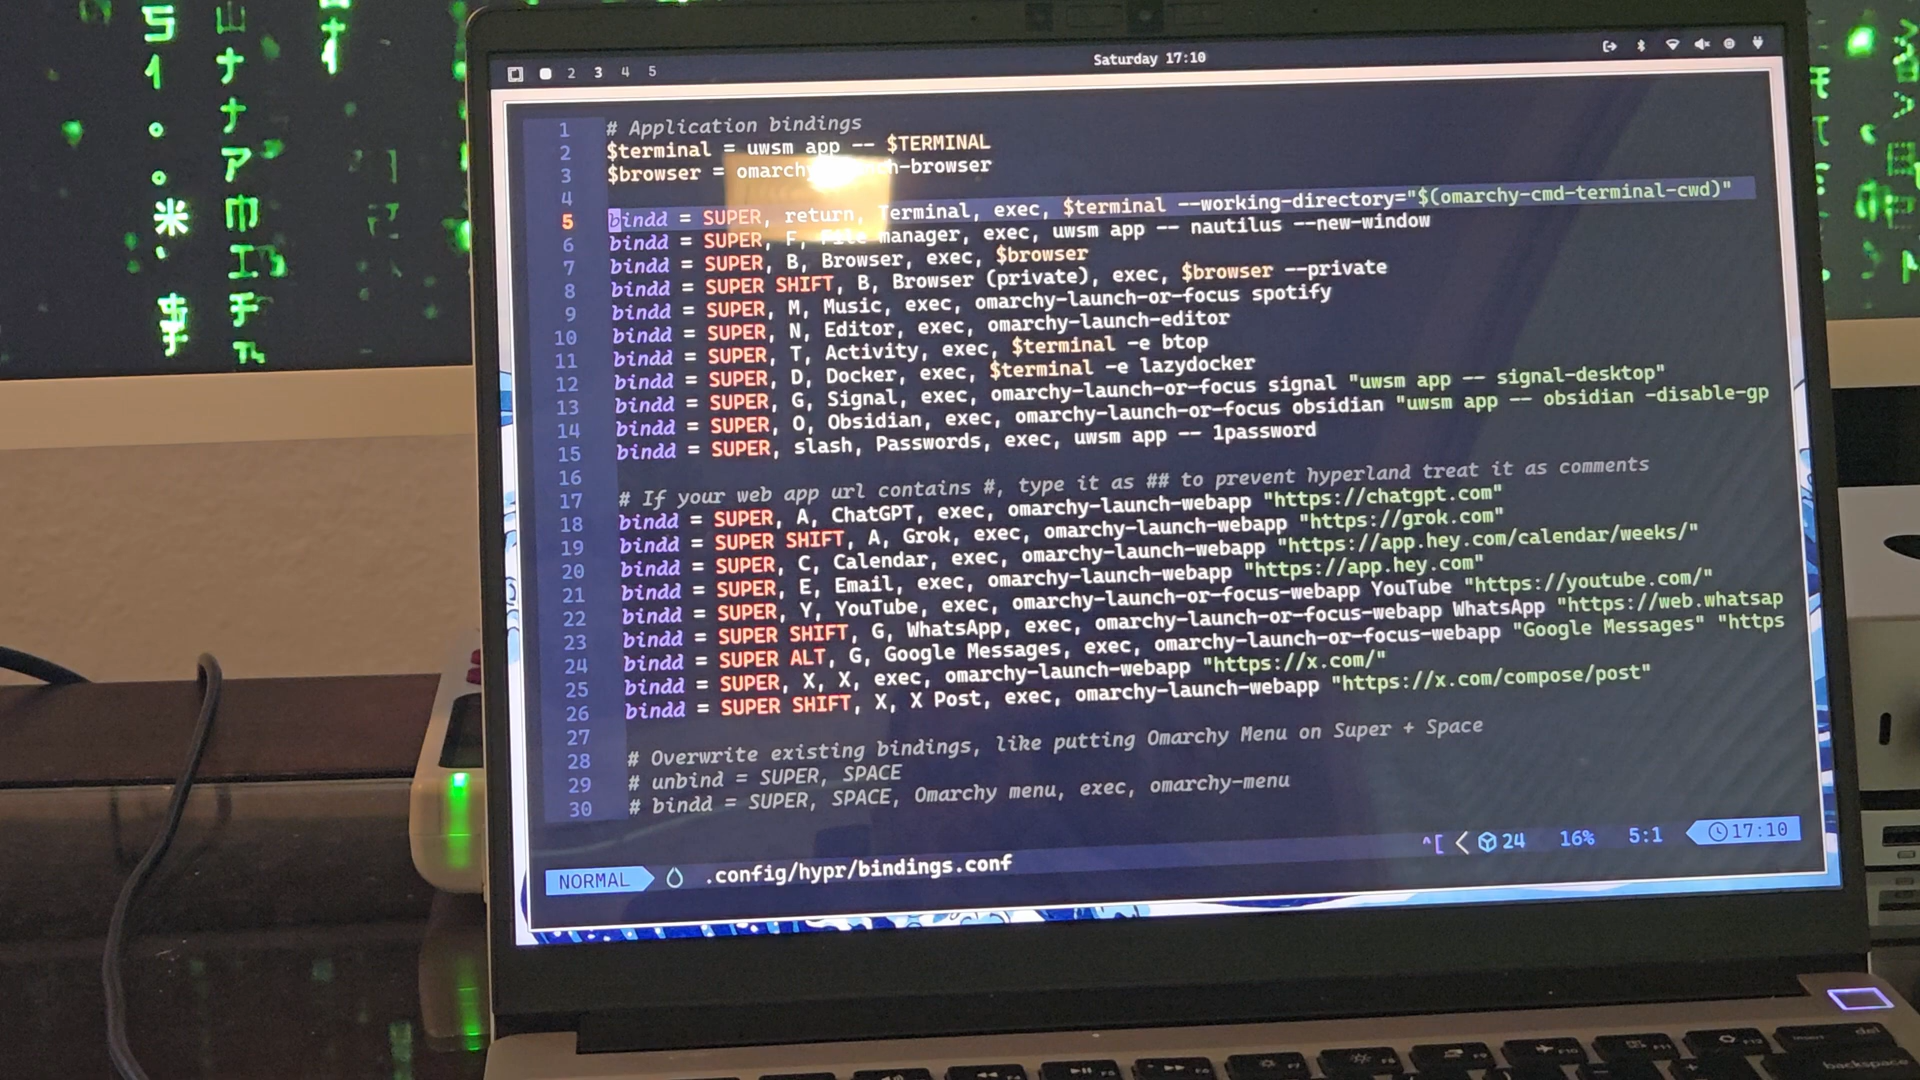 2 3 4 5
Saturday 17:10
1 # Application bindings
2 $terminal = uwsm app -- $TERMINAL
3 $browser = omarchy h-browser
4
5 bindd = SUPER, return, Terminal, exec, $terminal --working-directory="$(omarchy-cmd-terminal-cwd)"
6 bindd = SUPER, F, File manager, exec, uwsm app -- nautilus --new-window
7 bindd = SUPER, B, Browser, exec, $browser
8 bindd = SUPER SHIFT, B, Browser (private), exec, $browser --private
9 bindd = SUPER, M, Music, exec, omarchy-launch-or-focus spotify
10 bindd = SUPER, N, Editor, exec, omarchy-launch-editor
11 bindd = SUPER, T, Activity, exec, $terminal -e btop
12 bindd = SUPER, D, Docker, exec, $terminal -e lazydocker
13 bindd = SUPER, G, Signal, exec, omarchy-launch-or-focus signal "uwsm app -- signal-desktop"
14 bindd = SUPER, O, Obsidian, exec, omarchy-launch-or-focus obsidian "uwsm app -- obsidian -disable-gp
15 bindd = SUPER, slash, Passwords, exec, uwsm app -- 1password
16
17 # If your web app url contains #, type it as ## to prevent hyperland treat it as comments
18 bindd = SUPER, A, ChatGPT, exec, omarchy-launch-webapp "https://chatgpt.com"
19 bindd = SUPER SHIFT, A, Grok, exec, omarchy-launch-webapp "https://grok.com"
20 bindd = SUPER, C, Calendar, exec, omarchy-launch-webapp "https://app.hey.com/calendar/weeks/"
21 bindd = SUPER, E, Email, exec, omarchy-launch-webapp "https://app.hey.com"
22 bindd = SUPER, Y, YouTube, exec, omarchy-launch-or-focus-webapp YouTube "https://youtube.com/"
23 bindd = SUPER SHIFT, G, WhatsApp, exec, omarchy-launch-or-focus-webapp WhatsApp "https://web.whatsap
24 bindd = SUPER ALT, G, Google Messages, exec, omarchy-launch-or-focus-webapp "Google Messages" "https
25 bindd = SUPER, X, X, exec, omarchy-launch-webapp "https://x.com/"
26 bindd = SUPER SHIFT, X, X Post, exec, omarchy-launch-webapp "https://x.com/compose/post"
27
28 # Overwrite existing bindings, like putting Omarchy Menu on Super + Space
29 # unbind = SUPER, SPACE
30 # bindd = SUPER, SPACE, Omarchy menu, exec, omarchy-menu
^[ 24 16% 5:1 17:10
NORMAL .config/hypr/bindings.conf
del
backspace